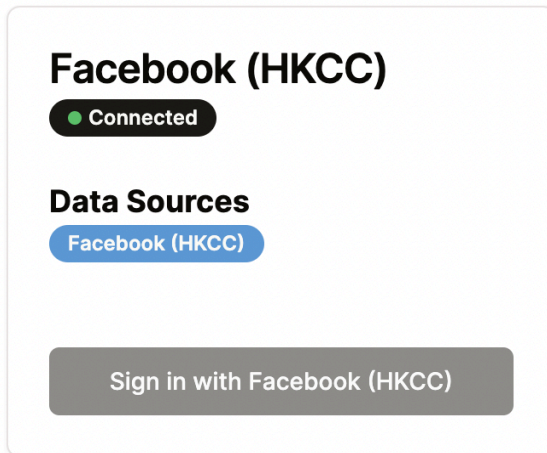 Facebook (HKCC)
Connected
Data Sources
Facebook (HKCC)
Sign in with Facebook (HKCC)